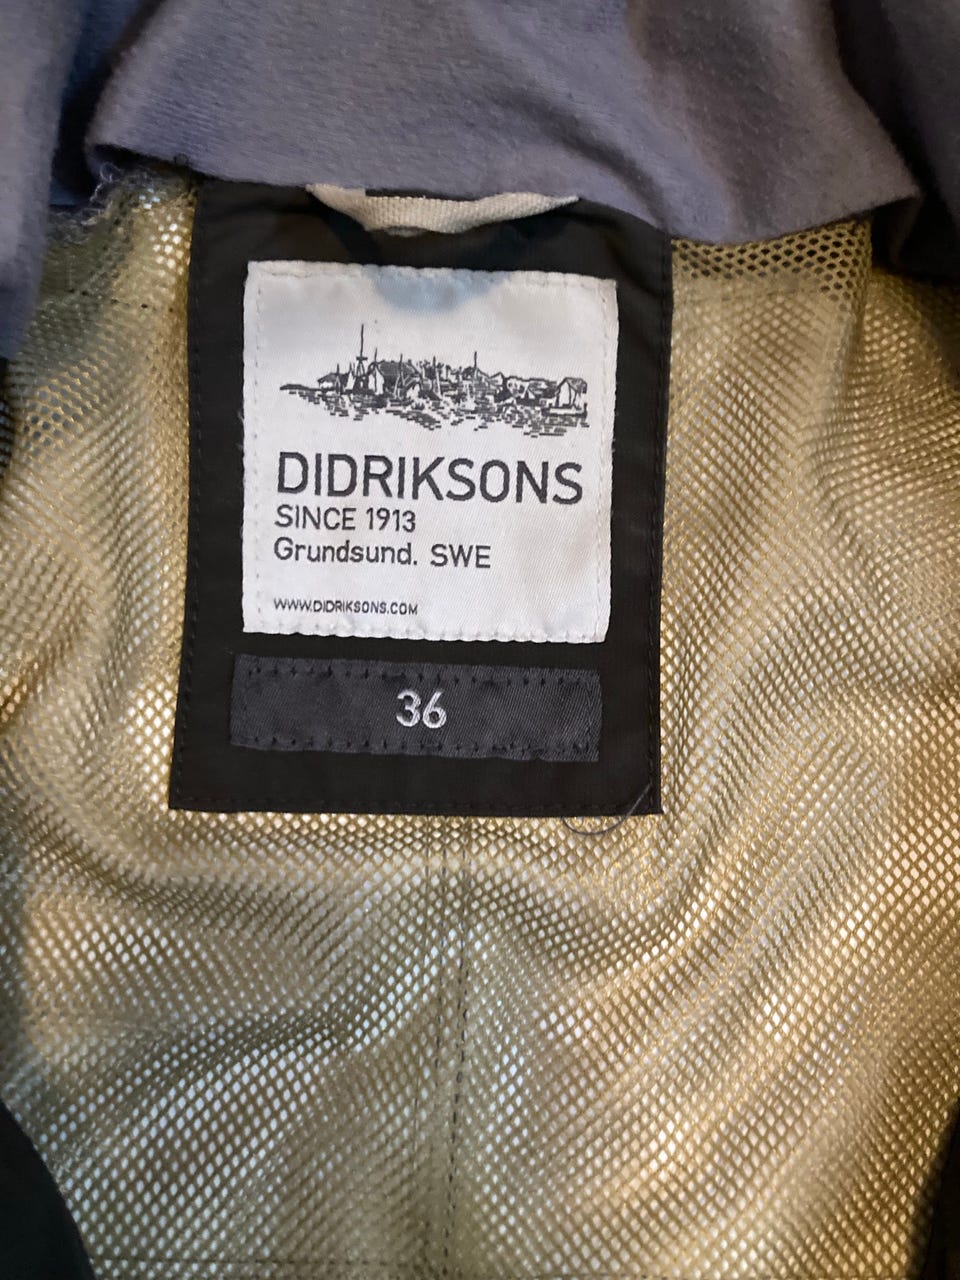 DIDRIKSONS
SINCE 1913
Grundsund. SWE
WWW.DIDRIKSONS.COM
36